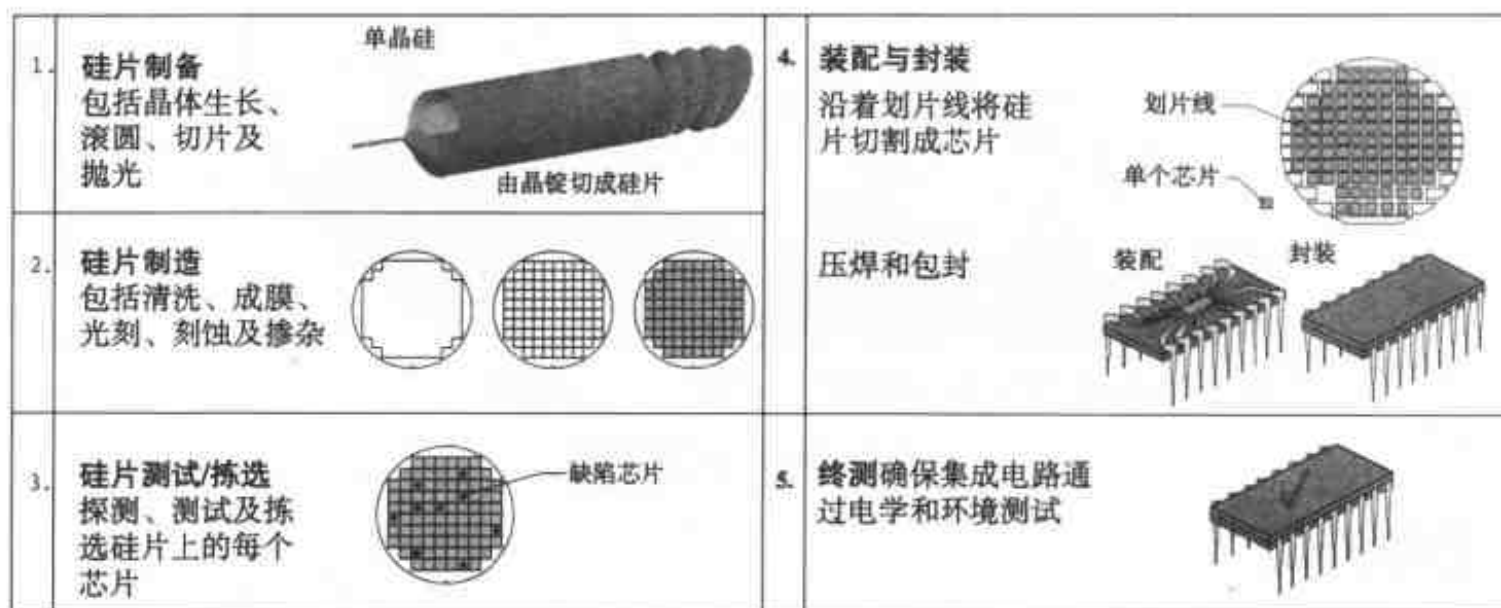 1.
硅片制备
包括晶体生长、
滚圆、切片及
抛光
单晶硅
由晶锭切成硅片
2.
硅片制造
包括清洗、成膜、
光刻、刻蚀及掺杂
3.
硅片测试/拣选
探测、测试及拣
选硅片上的每个
芯片
缺陷芯片
4.
装配与封装
沿着划片线将硅
片切割成芯片
划片线
单个芯片
压焊和包封
装配
封装
5.
终测确保集成电路通
过电学和环境测试